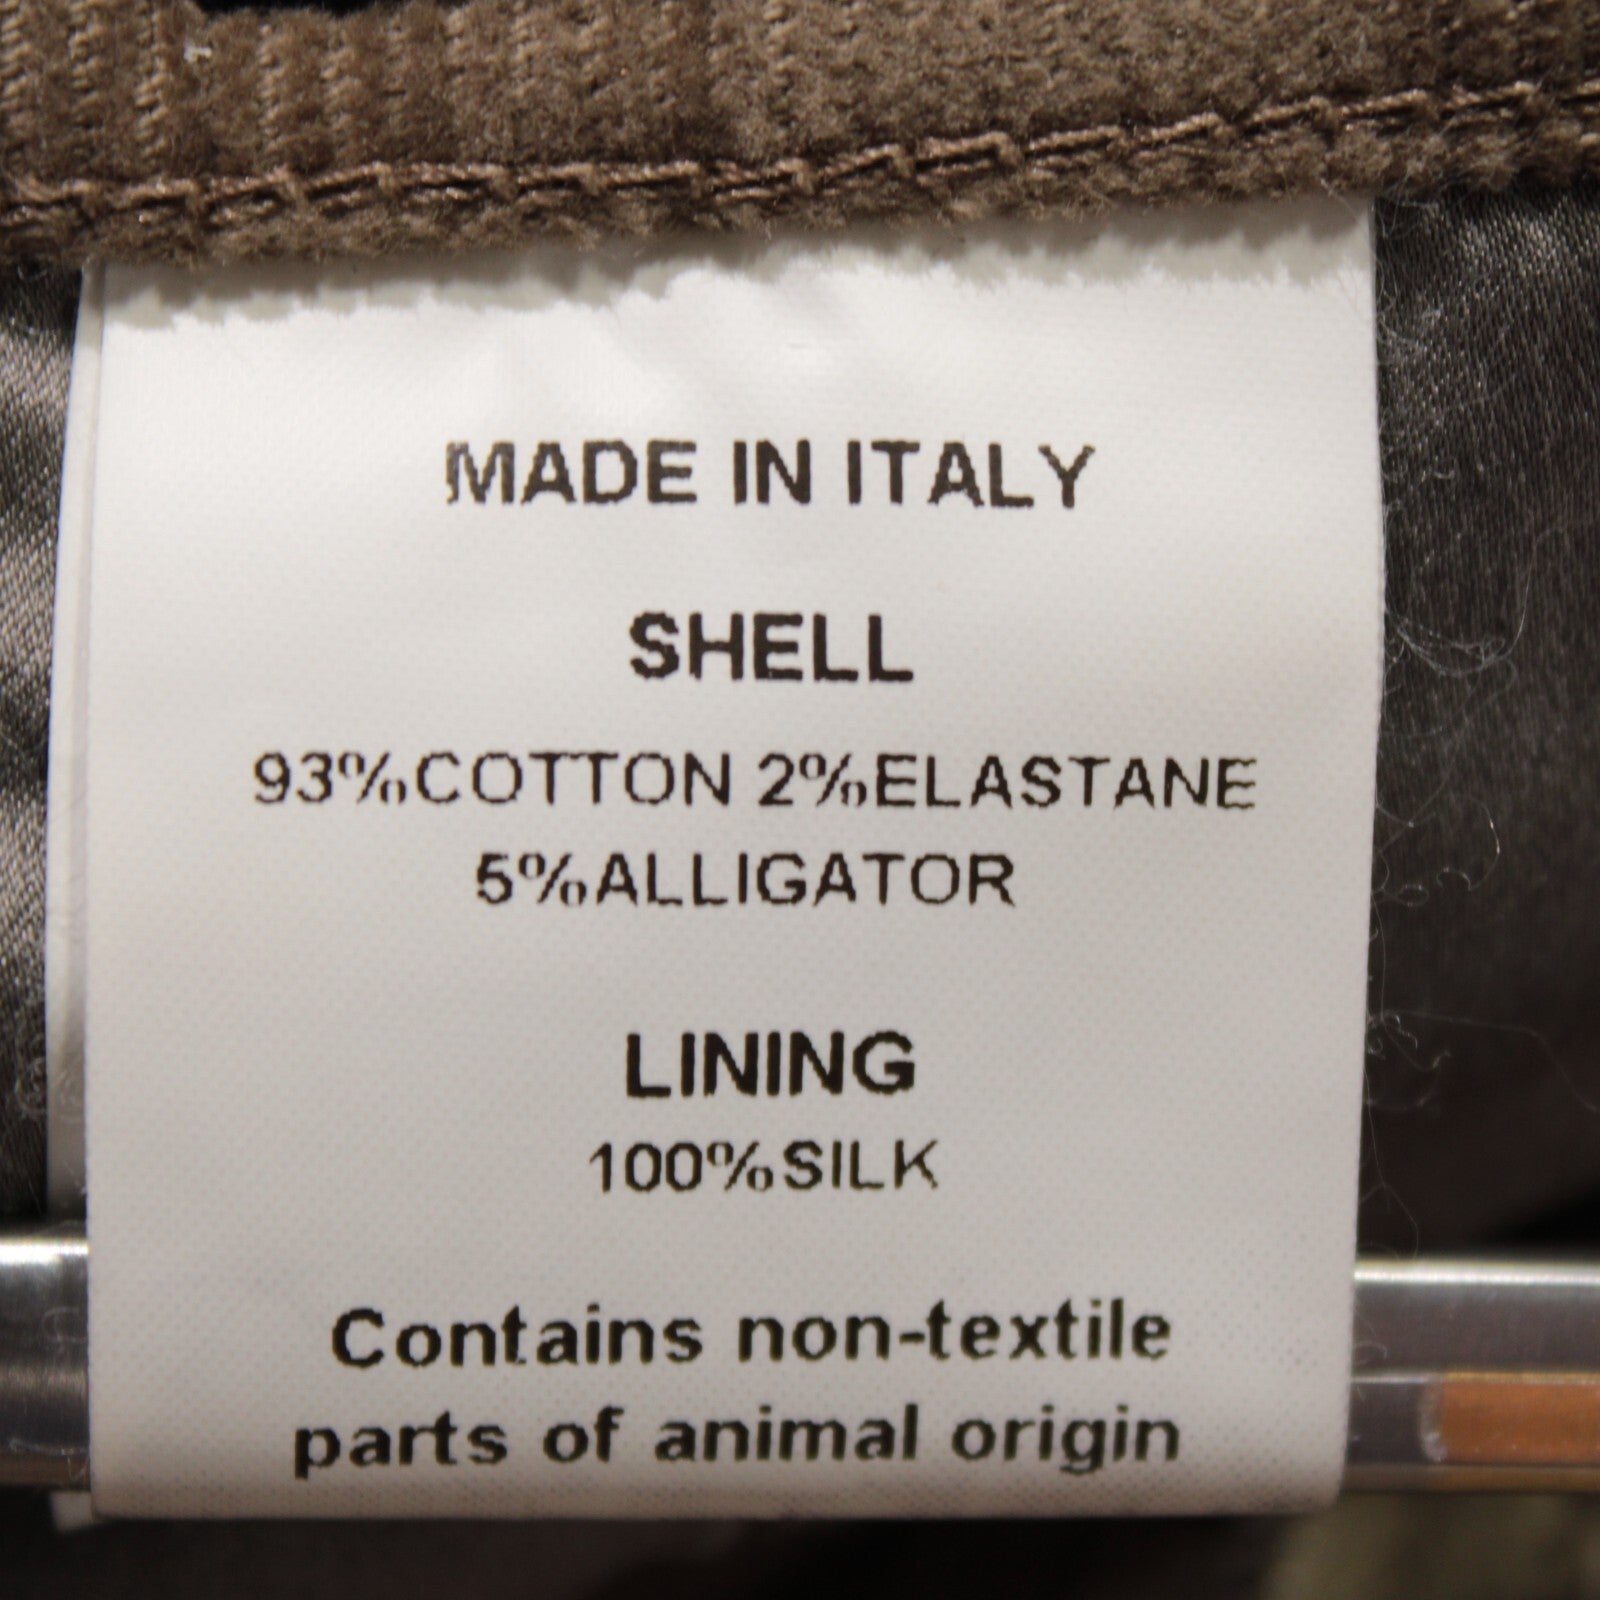 MADE IN ITALY
SHELL
93%COTTON 2%ELASTANE
5%ALLIGATOR
LINING
100%SILK
Contains non-textile
parts of animal origin